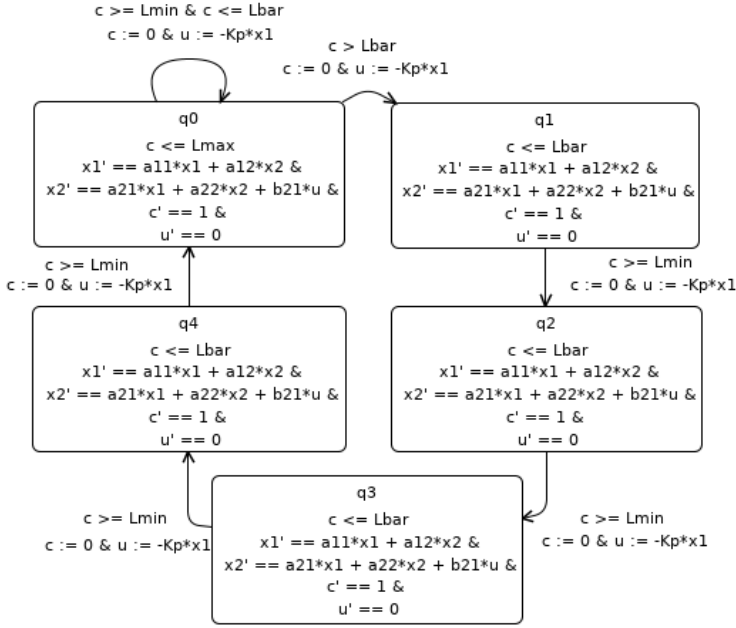 c >= Lmin & c <= Lbar
c := 0 & u := -Kp*x1
c > Lbar
c := 0 & u := -Kp*x1
q0
c <= Lmax
x1' == a11*x1 + a12*x2 &
x2' == a21*x1 + a22*x2 + b21*u &
c' == 1 &
u' == 0
q1
c <= Lbar
x1' == a11*x1 + a12*x2 &
x2' == a21*x1 + a22*x2 + b21*u &
c' == 1 &
u' == 0
c >= Lmin
c := 0 & u := -Kp*x1
c >= Lmin
c := 0 & u := -Kp*x1
q4
c <= Lbar
x1' == a11*x1 + a12*x2 &
x2' == a21*x1 + a22*x2 + b21*u &
c' == 1 &
u' == 0
q2
c <= Lbar
x1' == a11*x1 + a12*x2 &
x2' == a21*x1 + a22*x2 + b21*u &
c' == 1 &
u' == 0
c >= Lmin
c := 0 & u := -Kp*x1
q3
c <= Lbar
x1' == a11*x1 + a12*x2 &
x2' == a21*x1 + a22*x2 + b21*u &
c' == 1 &
u' == 0
c >= Lmin
c := 0 & u := -Kp*x1